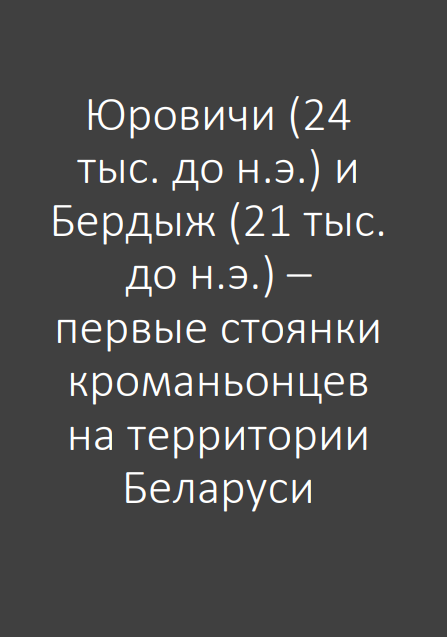 Юровичи (24
тыс. до н.э.) и
Бердыж (21 тыс.
до н.э.) –
первые стоянки
кроманьонцев
на территории
Беларуси